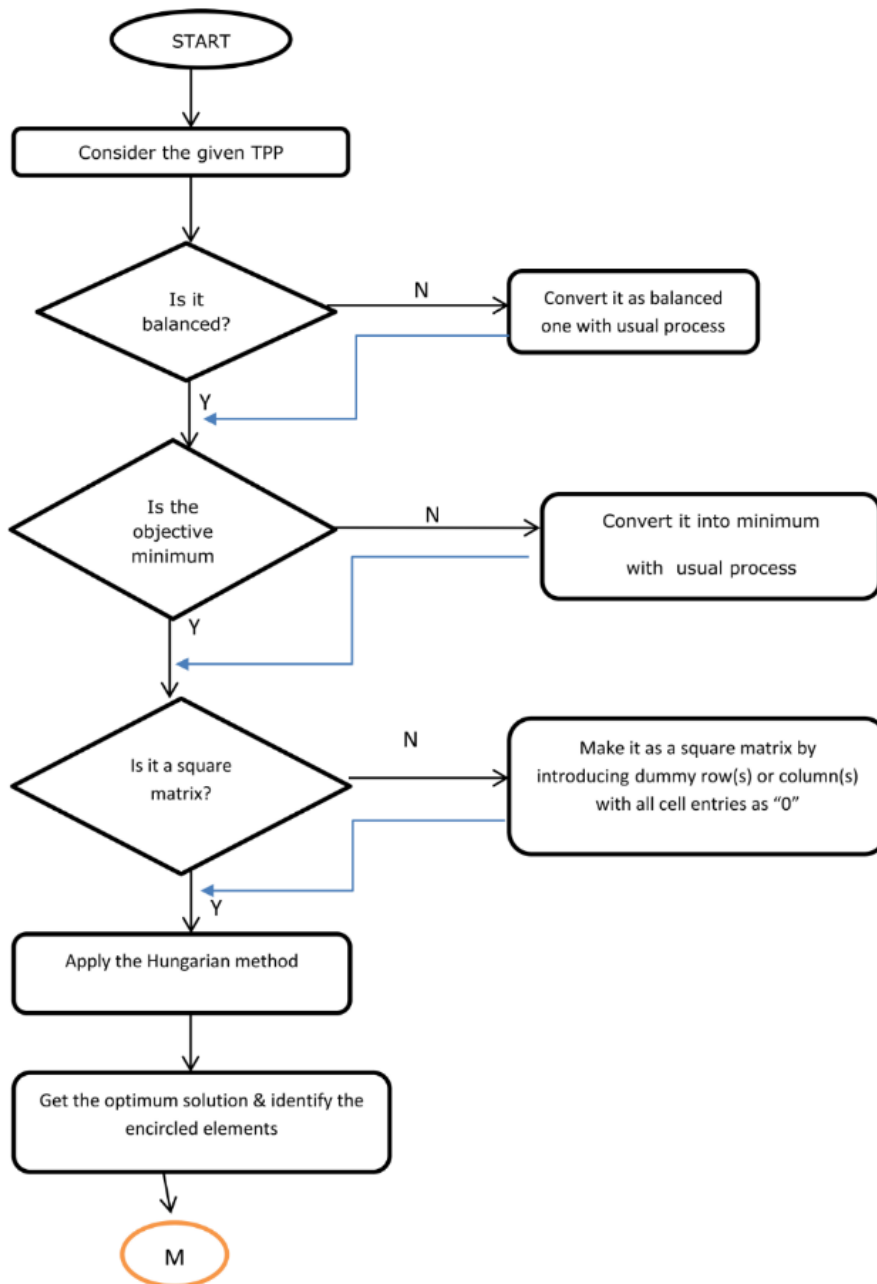 START
Consider the given TPP
Is it
balanced?
N
Convert it as balanced
one with usual process
Y
Is the
objective
minimum
N
Convert it into minimum
with usual process
Y
Is it a square
matrix?
N
Make it as a square matrix by
introducing dummy row(s) or column(s)
with all cell entries as “0”
Y
Apply the Hungarian method
Get the optimum solution & identify the
encircled elements
M